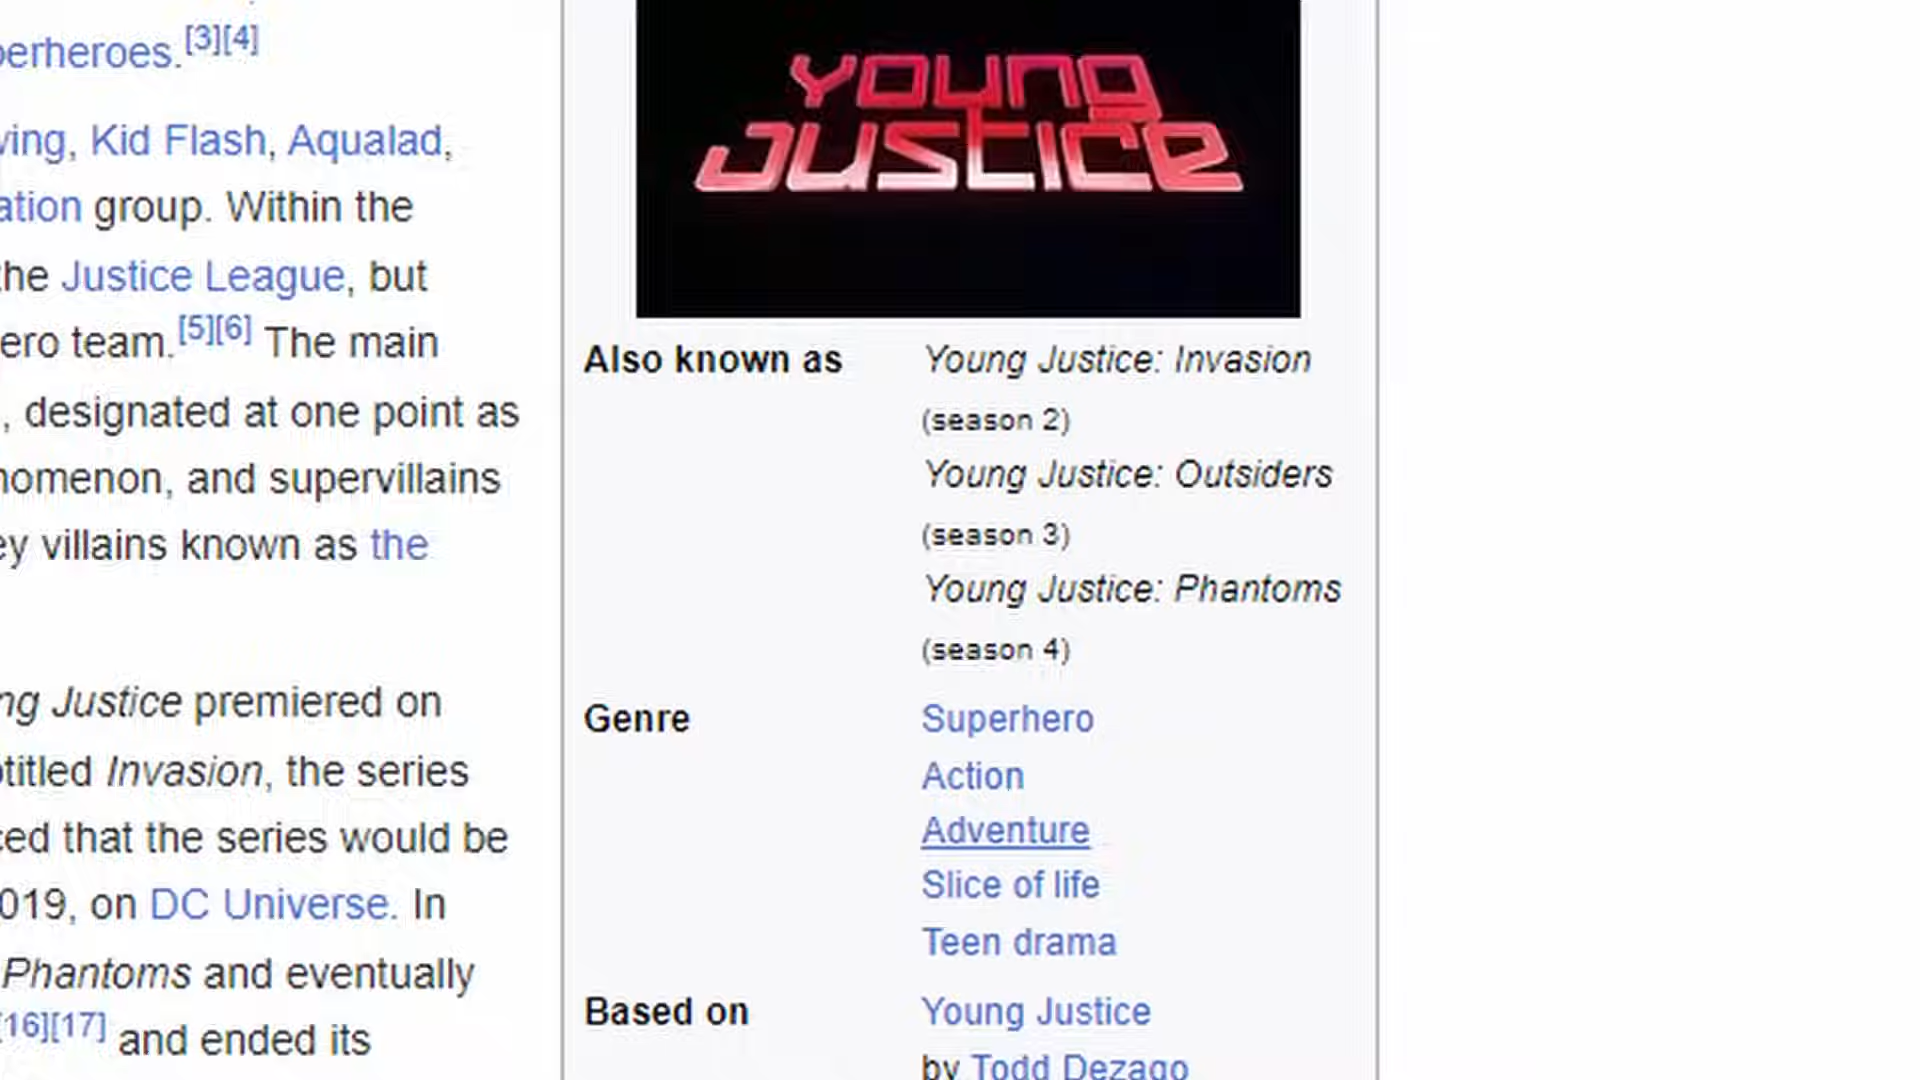 perheroes.[3][4]
ving, Kid Flash, Aqualad,
ation group. Within the
the Justice League, but
ero team.[5][6] The main
, designated at one point as
nomenon, and supervillains
ey villains known as the
ng Justice premiered on
otitled Invasion, the series
ced that the series would be
019, on DC Universe. In
Phantoms and eventually
[16][17] and ended its
YOUNG
JUSTICE
Also known as Young Justice: Invasion
(season 2)
Young Justice: Outsiders
(season 3)
Young Justice: Phantoms
(season 4)
Genre Superhero
Action
Adventure
Slice of life
Teen drama
Based on Young Justice
by Todd Dezago